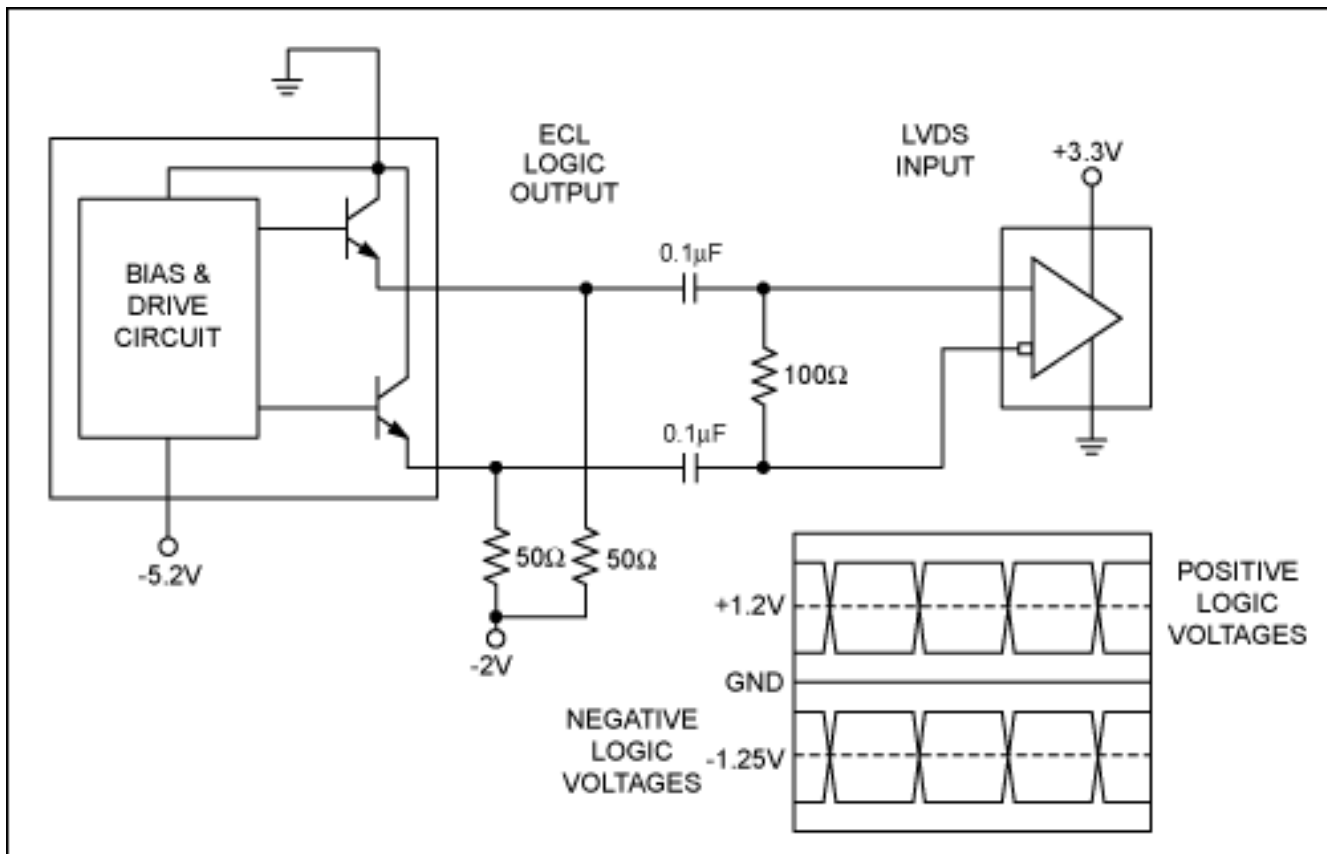 ECL
LOGIC
OUTPUT
LVDS
INPUT
+3.3V
BIAS &
DRIVE
CIRCUIT
0.1μF
100Ω
0.1μF
-5.2V
50Ω
50Ω
-2V
+1.2V
POSITIVE
LOGIC
VOLTAGES
GND
NEGATIVE
LOGIC
VOLTAGES
-1.25V